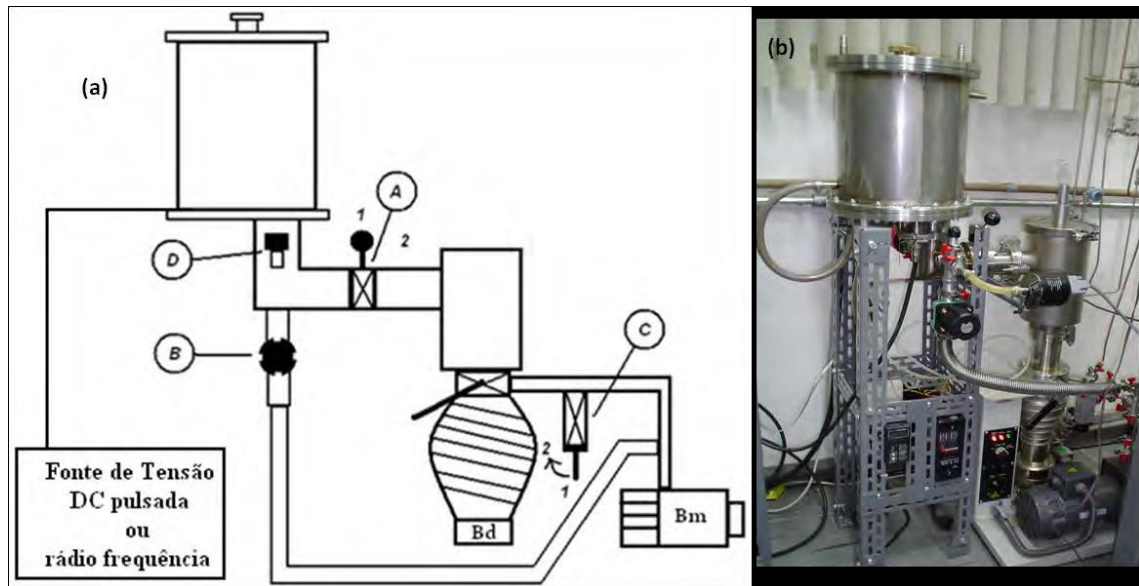 (a)
(b)
A
1
2
D
C
B
2
1
Fonte de Tensão
DC pulsada
ou
rádio frequência
Bd
Bm